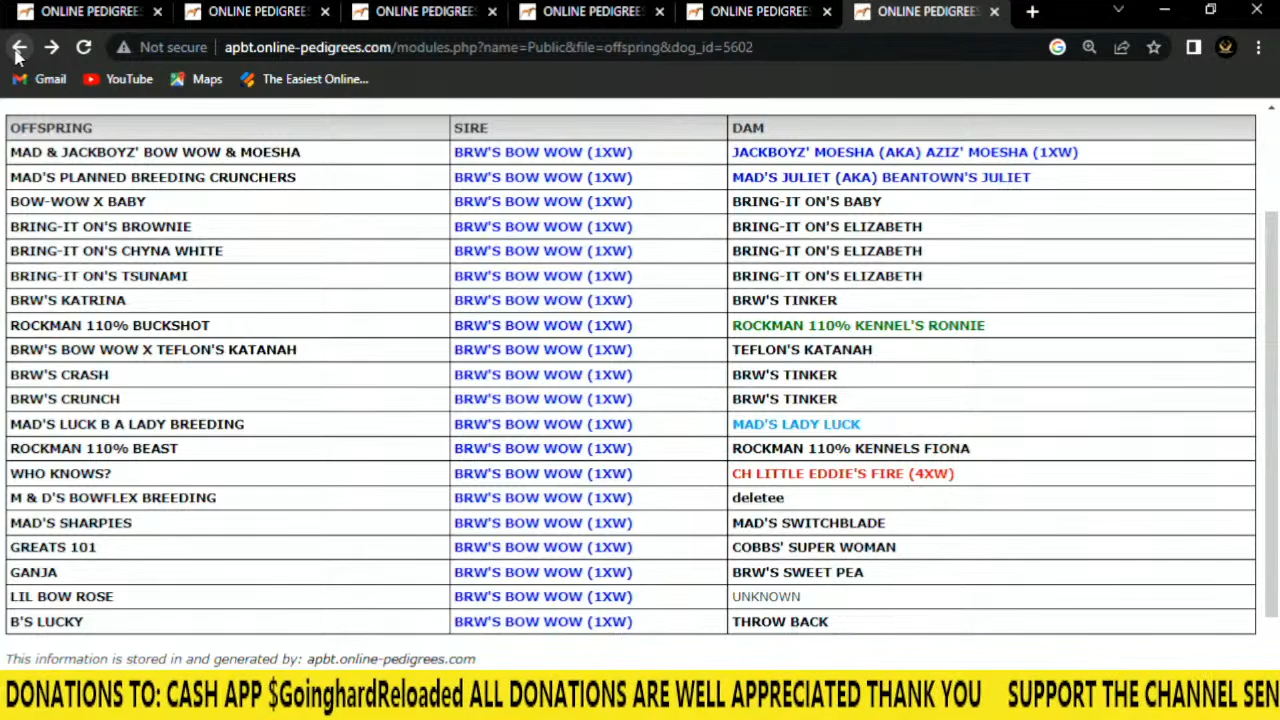 ONLINE PEDIGREES ONLINE PEDIGREES ONLINE PEDIGREES ONLINE PEDIGREES ONLINE PEDIGREES ONLINE PEDIGREES
Not secure apbt.online-pedigrees.com/modules.php?name=Public&file=offspring&dog_id=5602
Gmail YouTube Maps The Easiest Online...
OFFSPRING SIRE DAM
MAD & JACKBOYZ' BOW WOW & MOESHA BRW'S BOW WOW (1XW) JACKBOYZ' MOESHA (AKA) AZIZ' MOESHA (1XW)
MAD'S PLANNED BREEDING CRUNCHERS BRW'S BOW WOW (1XW) MAD'S JULIET (AKA) BEANTOWN'S JULIET
BOW-WOW X BABY BRW'S BOW WOW (1XW) BRING-IT ON'S BABY
BRING-IT ON'S BROWNIE BRW'S BOW WOW (1XW) BRING-IT ON'S ELIZABETH
BRING-IT ON'S CHYNA WHITE BRW'S BOW WOW (1XW) BRING-IT ON'S ELIZABETH
BRING-IT ON'S TSUNAMI BRW'S BOW WOW (1XW) BRING-IT ON'S ELIZABETH
BRW'S KATRINA BRW'S BOW WOW (1XW) BRW'S TINKER
ROCKMAN 110% BUCKSHOT BRW'S BOW WOW (1XW) ROCKMAN 110% KENNEL'S RONNIE
BRW'S BOW WOW X TEFLON'S KATANAH BRW'S BOW WOW (1XW) TEFLON'S KATANAH
BRW'S CRASH BRW'S BOW WOW (1XW) BRW'S TINKER
BRW'S CRUNCH BRW'S BOW WOW (1XW) BRW'S TINKER
MAD'S LUCK B A LADY BREEDING BRW'S BOW WOW (1XW) MAD'S LADY LUCK
ROCKMAN 110% BEAST BRW'S BOW WOW (1XW) ROCKMAN 110% KENNELS FIONA
WHO KNOWS? BRW'S BOW WOW (1XW) CH LITTLE EDDIE'S FIRE (4XW)
M & D'S BOWFLEX BREEDING BRW'S BOW WOW (1XW) deletee
MAD'S SHARPIES BRW'S BOW WOW (1XW) MAD'S SWITCHBLADE
GREATS 101 BRW'S BOW WOW (1XW) COBBS' SUPER WOMAN
GANJA BRW'S BOW WOW (1XW) BRW'S SWEET PEA
LIL BOW ROSE BRW'S BOW WOW (1XW) UNKNOWN
B'S LUCKY BRW'S BOW WOW (1XW) THROW BACK
This information is stored in and generated by: apbt.online-pedigrees.com
DONATIONS TO: CASH APP $GoinghardReloaded ALL DONATIONS ARE WELL APPRECIATED THANK YOU SUPPORT THE CHANNEL SEN